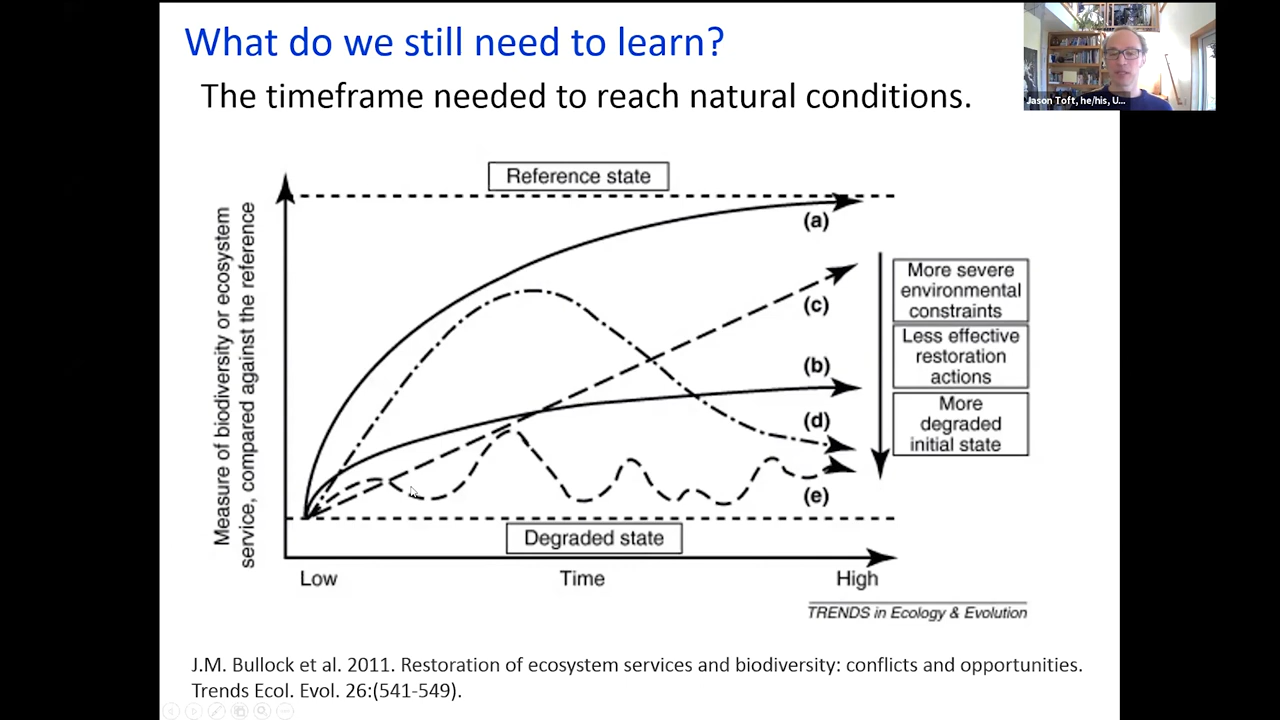 What do we still need to learn?
The timeframe needed to reach natural conditions.
Jason Toft, he/his, U...
Reference state
Measure of biodiversity or ecosystem
service, compared against the reference
(a)
(c)
(b)
(d)
(e)
More severe
environmental
constraints
Less effective
restoration
actions
More
degraded
initial state
Degraded state
Low
Time
High
TRENDS in Ecology & Evolution
J.M. Bullock et al. 2011. Restoration of ecosystem services and biodiversity: conflicts and opportunities.
Trends Ecol. Evol. 26:(541-549).